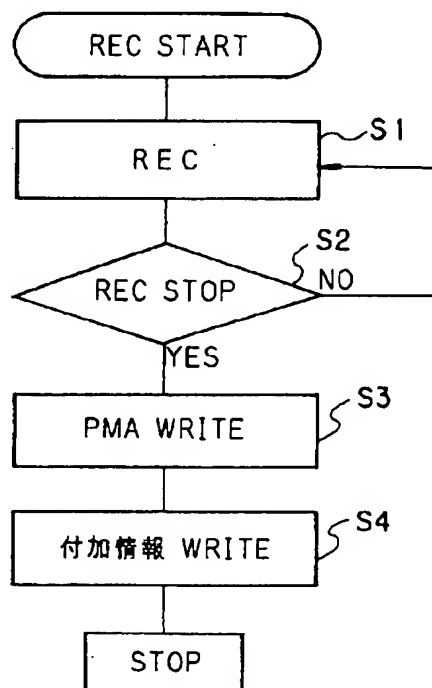 REC START
S1
REC
S2
REC STOP
NO
YES
S3
PMA WRITE
S4
付加情報 WRITE
STOP